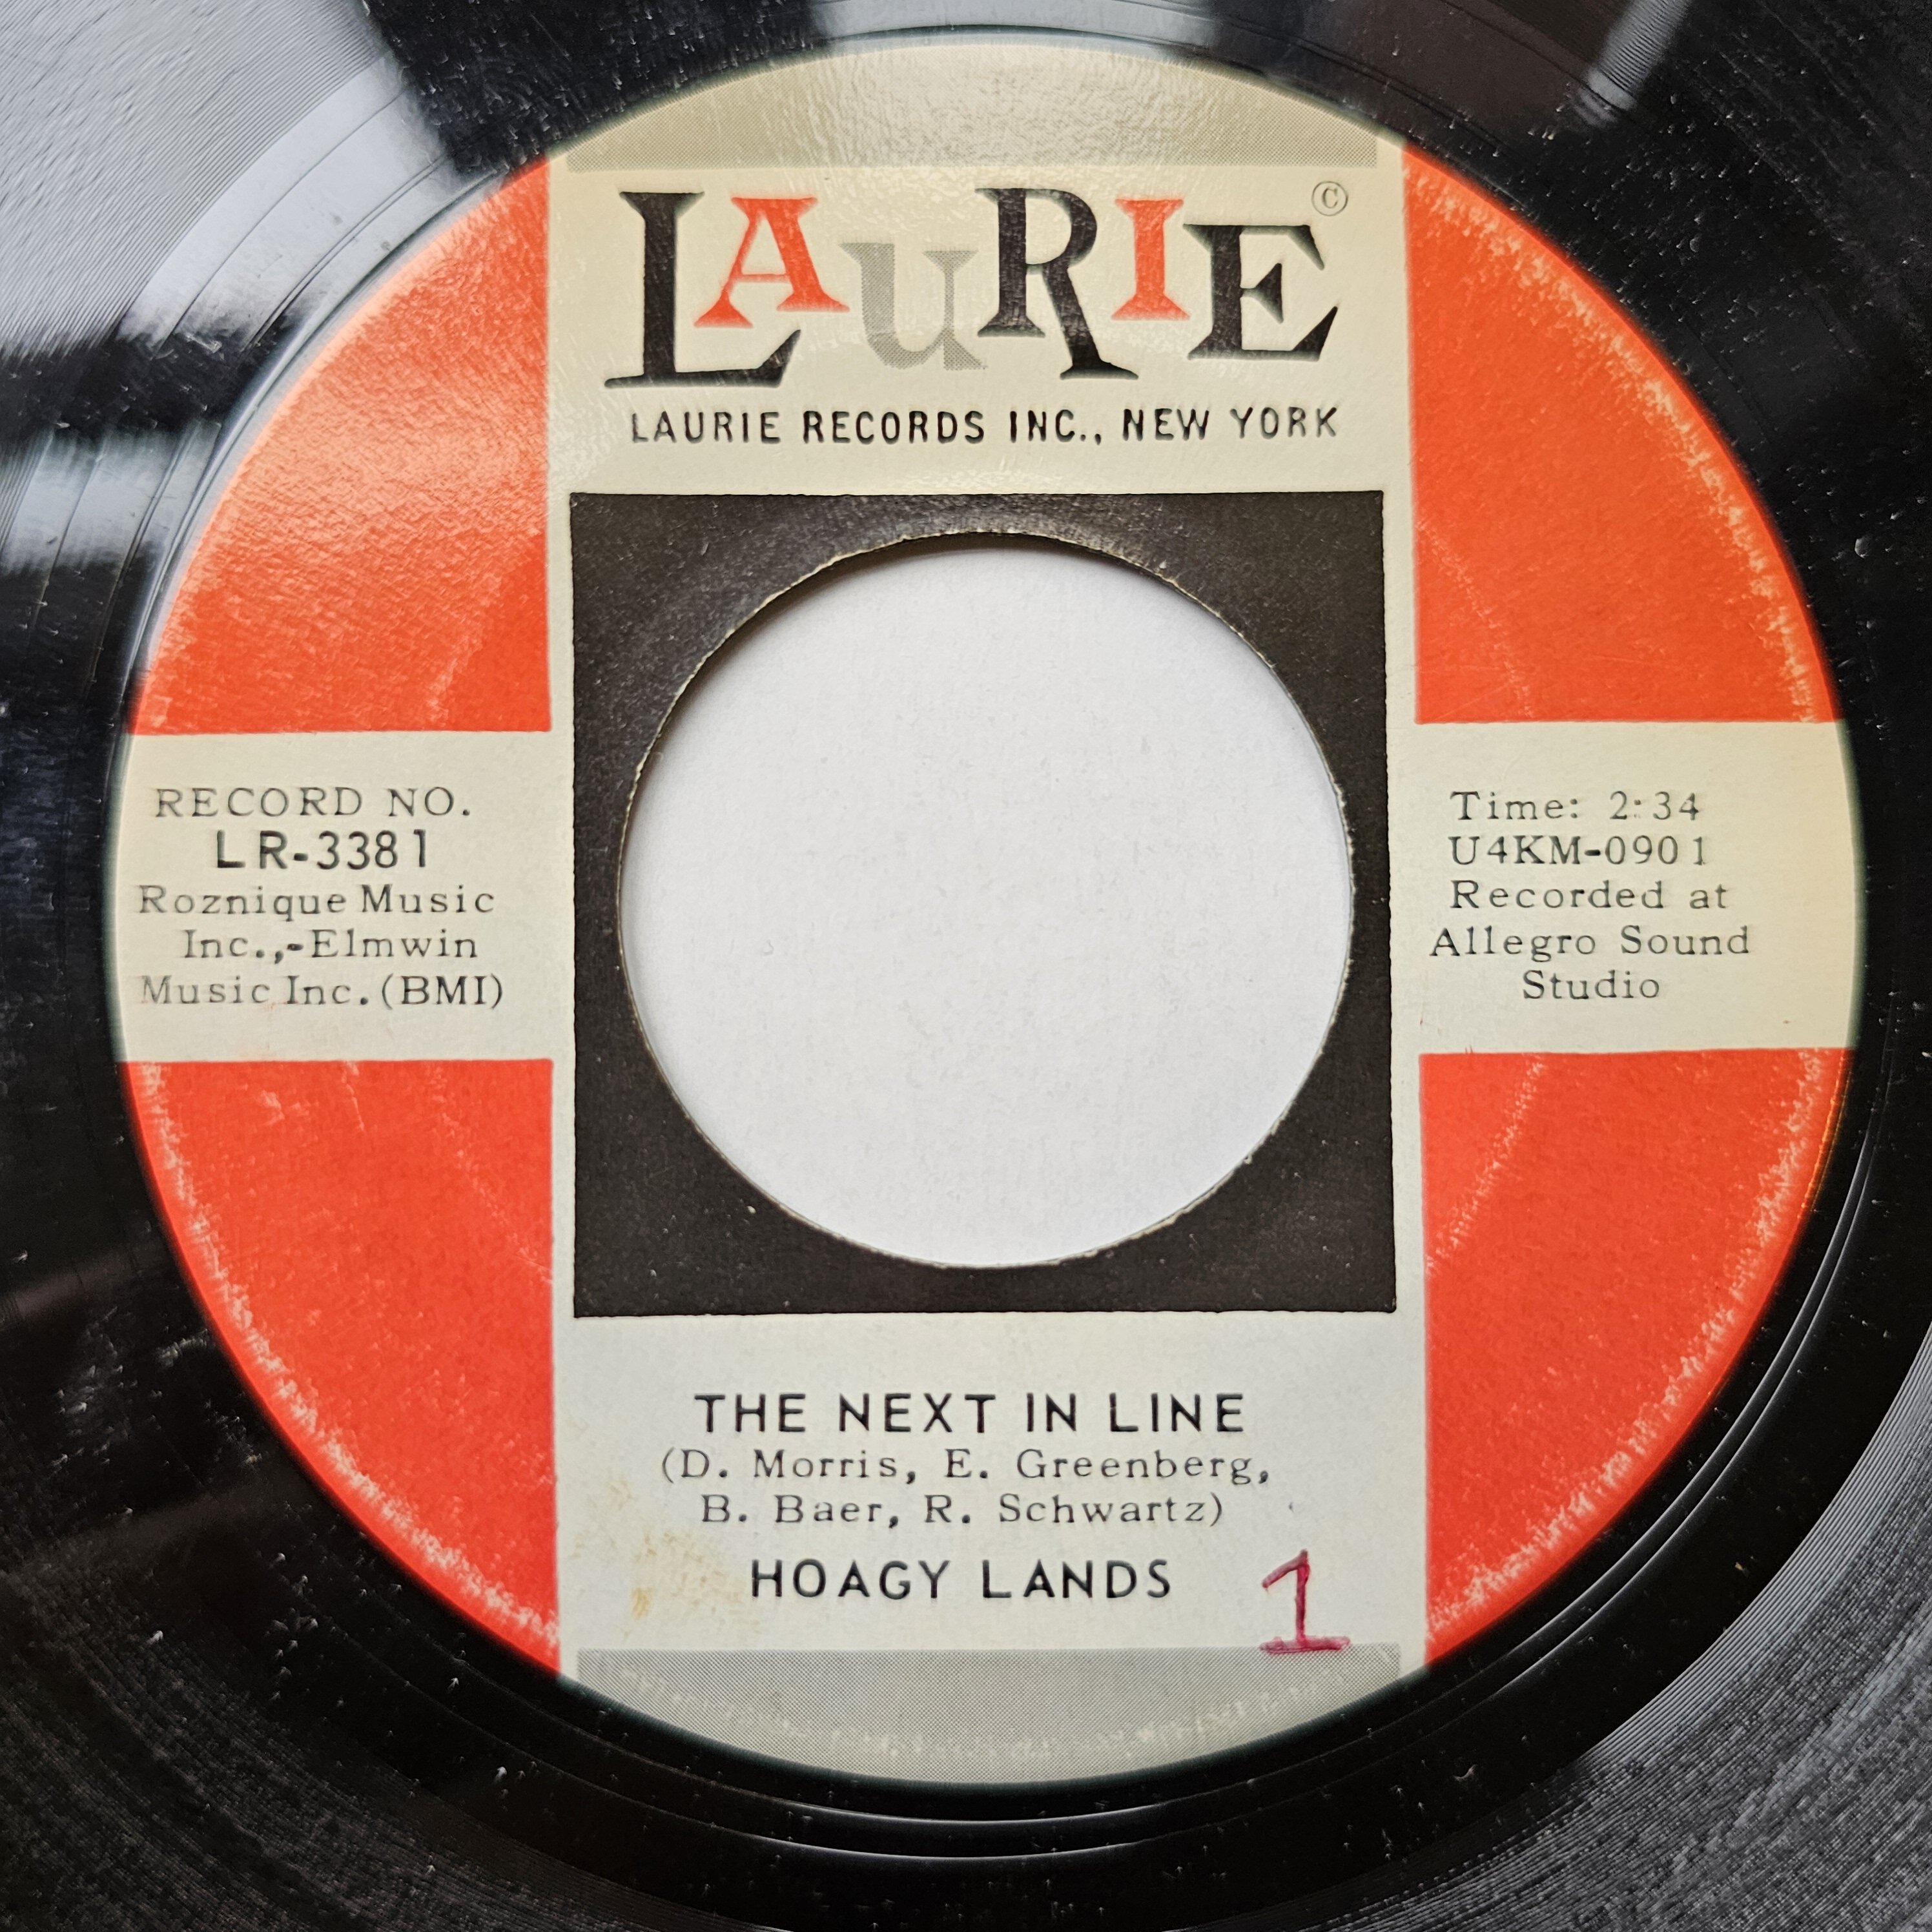 LAuRIE ©
LAURIE RECORDS INC., NEW YORK
RECORD NO.
LR-3381
Roznique Music
Inc.,-Elmwin
Music Inc.(BMI)
Time: 2:34
U4KM-0901
Recorded at
Allegro Sound
Studio
THE NEXT IN LINE
(D. Morris, E. Greenberg,
B. Baer, R. Schwartz)
HOAGY LANDS
1